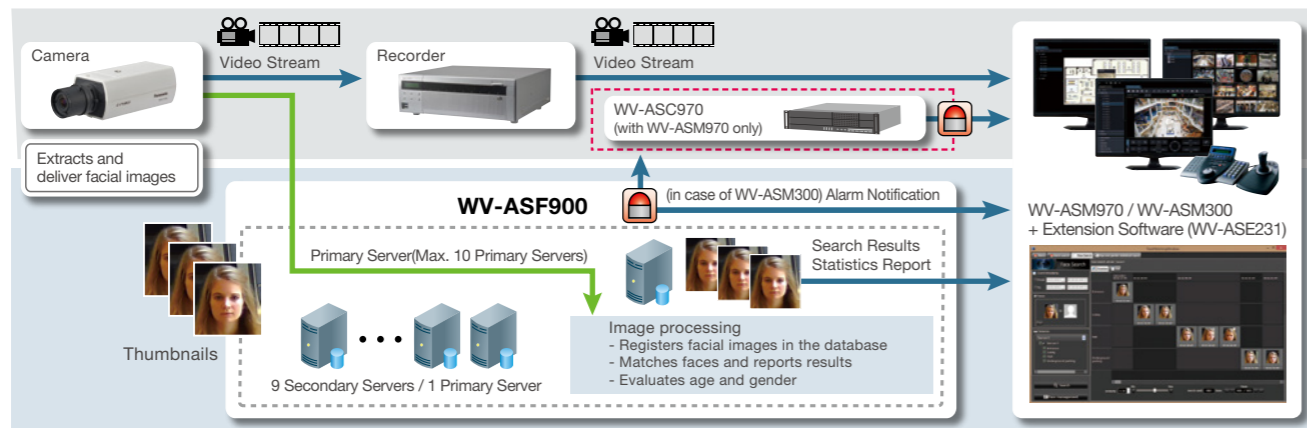 Camera
Video Stream
Recorder
Video Stream
WV-ASC970
(with WV-ASM970 only)
Extracts and
deliver facial images
WV-ASF900
(in case of WV-ASM300) Alarm Notification
WV-ASM970 / WV-ASM300
+ Extension Software (WV-ASE231)
Primary Server(Max. 10 Primary Servers)
Search Results
Statistics Report
Thumbnails
9 Secondary Servers / 1 Primary Server
Image processing
- Registers facial images in the database
- Matches faces and reports results
- Evaluates age and gender
Face Search